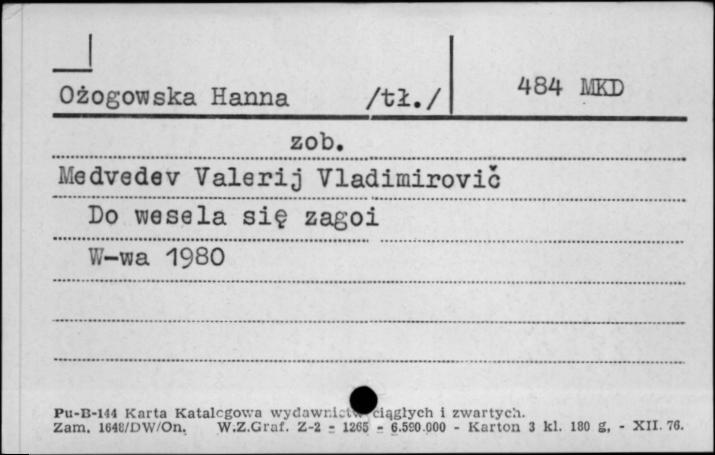 Ożogowska Hanna /tł./ 484 MKD
zob.
Medvedev Valerij Vladimirovič
Do wesela się zagoi
W-wa 1980
Pu-B-144 Karta Katalogowa wydawnictw ciągłych i zwartych.
Zam. 1648/DW/On. W.Z.Graf. Z-2 - 1265 - 6.590.000 - Karton 3 kl. 180 g, - XII. 76.